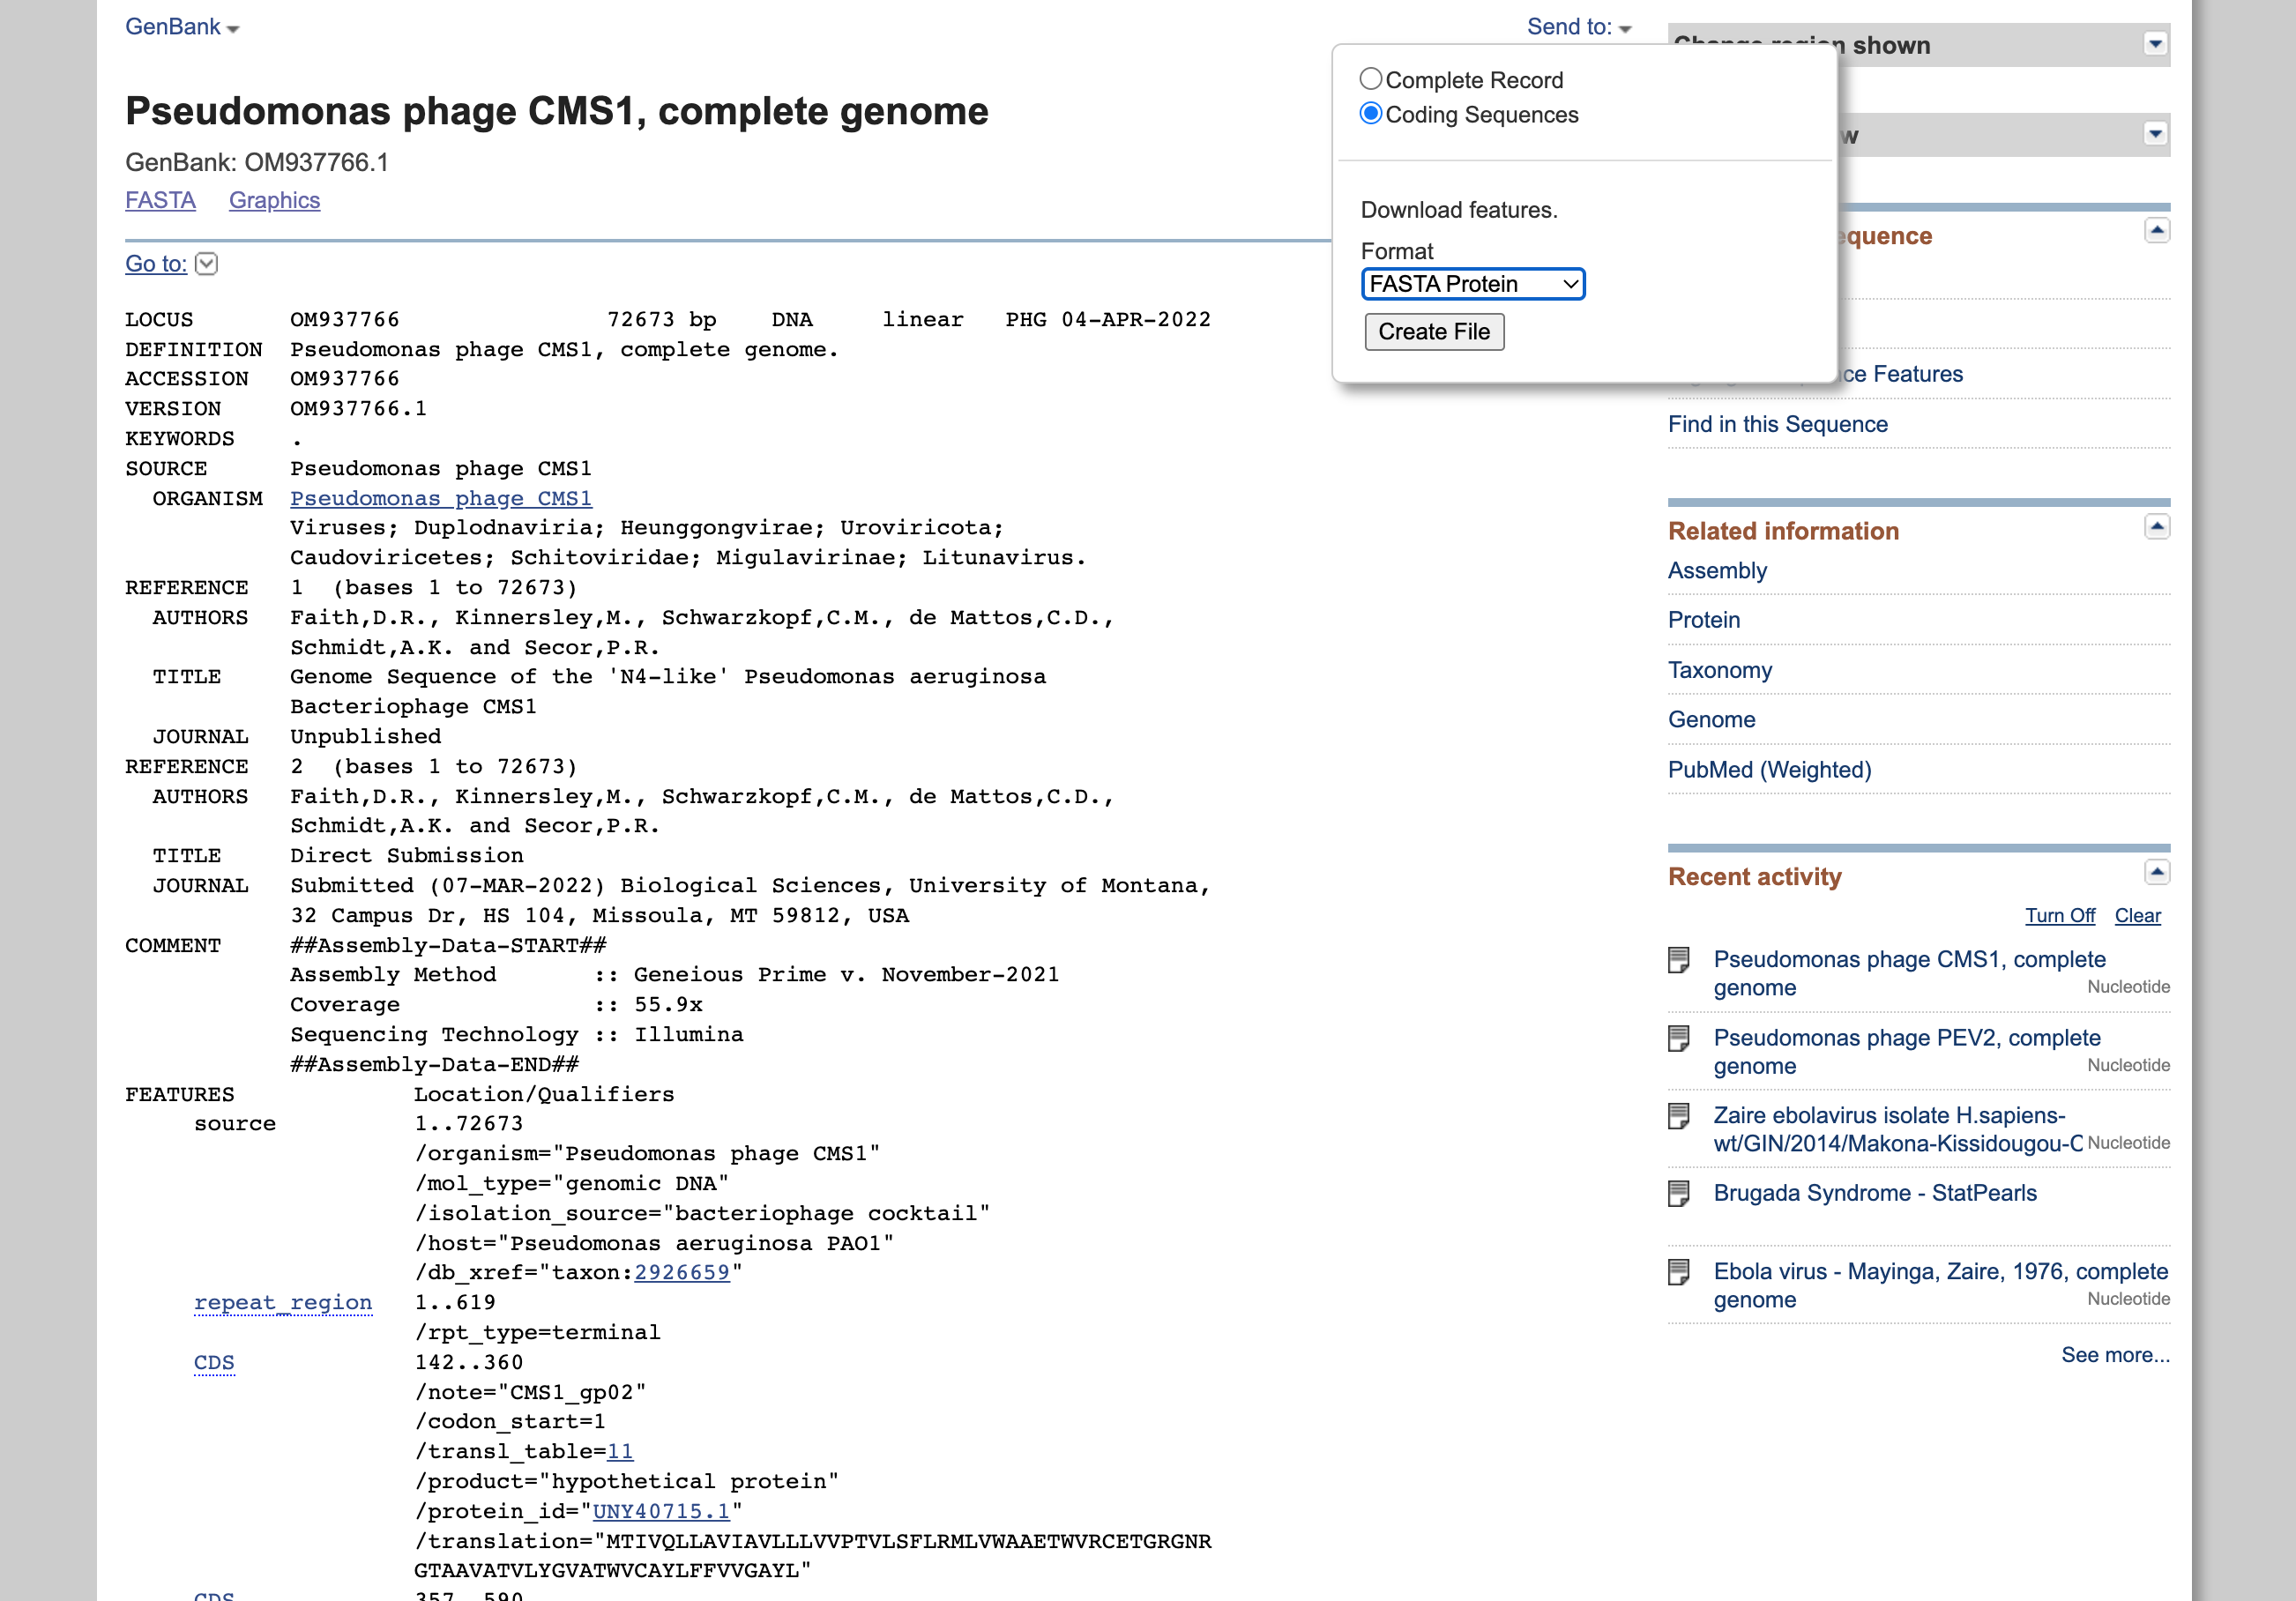 GenBank
Send to:
Pseudomonas phage CMS1, complete genome
GenBank: OM937766.1
FASTA Graphics
Go to:
LOCUS OM937766 72673 bp DNA linear PHG 04-APR-2022
DEFINITION Pseudomonas phage CMS1, complete genome.
ACCESSION OM937766
VERSION OM937766.1
KEYWORDS .
SOURCE Pseudomonas phage CMS1
ORGANISM Pseudomonas phage CMS1
Viruses; Duplodnaviria; Heunggongvirae; Uroviricota;
Caudoviricetes; Schitoviridae; Migulavirinae; Litunavirus.
REFERENCE 1 (bases 1 to 72673)
AUTHORS Faith,D.R., Kinnersley,M., Schwarzkopf,C.M., de Mattos,C.D.,
Schmidt,A.K. and Secor,P.R.
TITLE Genome Sequence of the 'N4-like' Pseudomonas aeruginosa
Bacteriophage CMS1
JOURNAL Unpublished
REFERENCE 2 (bases 1 to 72673)
AUTHORS Faith,D.R., Kinnersley,M., Schwarzkopf,C.M., de Mattos,C.D.,
Schmidt,A.K. and Secor,P.R.
TITLE Direct Submission
JOURNAL Submitted (07-MAR-2022) Biological Sciences, University of Montana,
32 Campus Dr, HS 104, Missoula, MT 59812, USA
COMMENT ##Assembly-Data-START##
Assembly Method :: Geneious Prime v. November-2021
Coverage :: 55.9x
Sequencing Technology :: Illumina
##Assembly-Data-END##
FEATURES Location/Qualifiers
source 1..72673
/organism="Pseudomonas phage CMS1"
/mol_type="genomic DNA"
/isolation_source="bacteriophage cocktail"
/host="Pseudomonas aeruginosa PAO1"
/db_xref="taxon:2926659"
repeat_region 1..619
/rpt_type=terminal
CDS 142..360
/note="CMS1_gp02"
/codon_start=1
/transl_table=11
/product="hypothetical protein"
/protein_id="UNY40715.1"
/translation="MTIVQLLAVIAVLLLVVPTVLSFLRMLVWAAETWVRCETGRGNR
GTAAVATVLYGVATWVCAYLFFVVGAYL"
CDS 357..590
Complete Record
Coding Sequences
Download features.
Format
FASTA Protein
Create File
shown
Features
Find in this Sequence
Related information
Assembly
Protein
Taxonomy
Genome
PubMed (Weighted)
Recent activity
Turn Off Clear
Pseudomonas phage CMS1, complete
genome Nucleotide
Pseudomonas phage PEV2, complete
genome Nucleotide
Zaire ebolavirus isolate H.sapiens-
wt/GIN/2014/Makona-Kissidougou-C Nucleotide
Brugada Syndrome - StatPearls
Ebola virus - Mayinga, Zaire, 1976, complete
genome Nucleotide
See more...